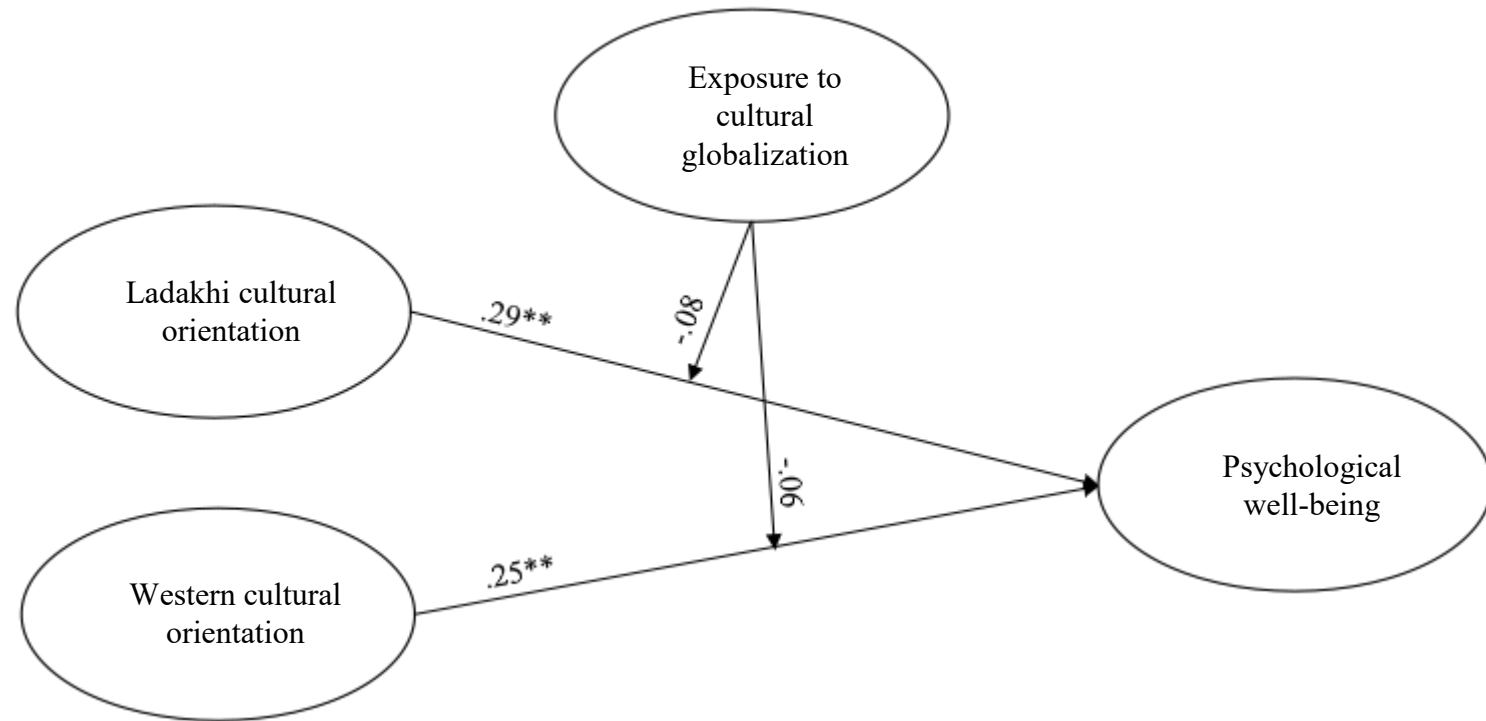 Exposure to
cultural
globalization
Ladakhi cultural
orientation
.29**
-.08
-.06
Psychological
well-being
.25**
Western cultural
orientation